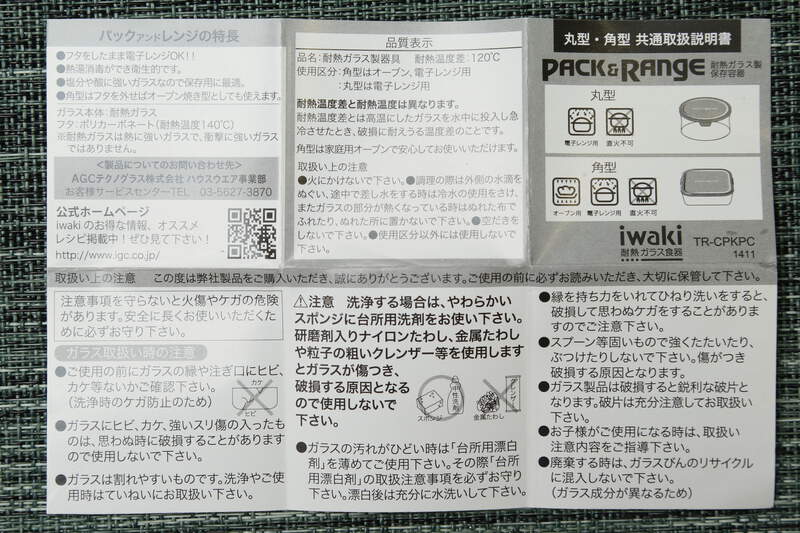 パックアンドレンジの特長
●フタをしたまま電子レンジOK!!
●熱湯消毒ができ衛生的です。
●塩分や酸に強いガラスなので保存用に最適。
●角型はフタを外せばオーブン焼き型としても使えます。
ガラス本体:耐熱ガラス
フタ:ポリカーボネート(耐熱温度140℃)
※耐熱ガラスは熱に強いガラスで、衝撃に強いガラス
ではありません。
<製品についてのお問い合わせ先>
AGCテクノグラス株式会社 ハウスウエア事業部
お客様サービスセンターTEL 03-5627-3870
公式ホームページ
iwaki のお得な情報、オススメ
レシピ掲載中!ぜひ見て下さい!
http://www.igc.co.jp/
品質表示
品名:耐熱ガラス製器具 耐熱温度差:120℃
使用区分:角型はオーブン、電子レンジ用
丸型は電子レンジ用
耐熱温度差と耐熱温度は異なります。
耐熱温度差とは高温にしたガラスを水中に投入し急
冷させたとき、破損に耐えうる温度差のことです。
角型は家庭用オーブンで安心してお使いいただけます。
取扱い上の注意
●火にかけないで下さい。●調理の際は外側の水滴を
ぬぐい、途中で差し水をする時は冷水の使用をさけ、
またガラスの部分が熱くなっている時はぬれた布で
ふれたり、ぬれた所に置かないで下さい。●空だきを
しないで下さい。●使用区分以外には使用しない
で下さい。
丸型・角型 共通取扱説明書
PACK&RANGE 耐熱ガラス製
保存容器
丸型
電子レンジ用 直火不可
角型
オーブン用 電子レンジ用 直火不可
iwaki
耐熱ガラス食器
TR-CPKPC
1411
取扱い上の注意 この度は弊社製品をご購入いただき、誠にありがとうございます。ご使用の前に必ずお読みいただき、大切に保管して下さい。
注意事項を守らないと火傷やケガの危険
があります。安全に長くお使いいただくた
めに必ずお守り下さい。
ガラス取扱い時の注意
●ご使用の前にガラスの縁や注ぎ口にヒビ、
カケ等ないかご確認下さい。
(洗浄時のケガ防止のため)
カケ
ヒビ
●ガラスにヒビ、カケ、強いスリ傷の入ったも
のは、思わぬ時に破損することがあります
ので使用しないで下さい。
●ガラスは割れやすいものです。洗浄やご使
用時はていねいにお取扱い下さい。
⚠注意 洗浄する場合は、やわらかい
スポンジに台所用洗剤をお使い下さい。
研磨剤入りナイロンたわし、金属たわし
や粒子の粗いクレンザー等を使用します
とガラスが傷つき、
破損する原因となる
ので使用しないで
下さい。
スポンジ
中性洗剤
金属たわし
クレンザー
●ガラスの汚れがひどい時は「台所用漂白
剤」を薄めてご使用下さい。その際「台所
用漂白剤」の取扱注意事項を必ずお守り
下さい。漂白後は充分に水洗いして下さい。
●縁を持ち力をいれてひねり洗いをすると、
破損して思わぬケガをすることがありま
すのでご注意下さい。
●スプーン等固いもので強くたたいたり、
ぶつけたりしないで下さい。傷がつき
破損する原因となります。
●ガラス製品は破損すると鋭利な破片と
なります。破片は充分注意してお取扱い
下さい。
●お子様がご使用になる時は、取扱い
注意内容をご指導下さい。
●廃棄する時は、ガラスびんのリサイクル
に混入しないで下さい。
(ガラス成分が異なるため)